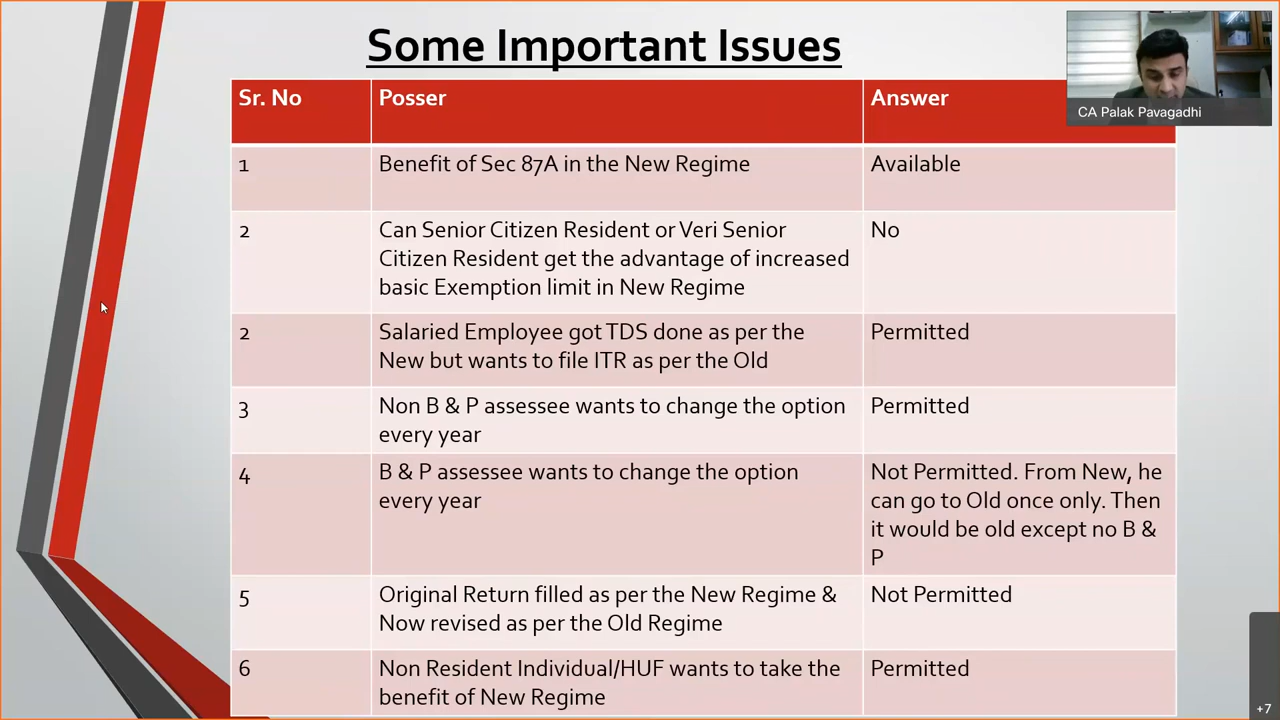 Some Important Issues
CA Palak Pavagadhi
Sr. No
Posser
Answer
1
Benefit of Sec 87A in the New Regime
Available
2
Can Senior Citizen Resident or Veri Senior
Citizen Resident get the advantage of increased
basic Exemption limit in New Regime
No
2
Salaried Employee got TDS done as per the
New but wants to file ITR as per the Old
Permitted
3
Non B & P assessee wants to change the option
every year
Permitted
4
B & P assessee wants to change the option
every year
Not Permitted. From New, he
can go to Old once only. Then
it would be old except no B &
P
5
Original Return filled as per the New Regime &
Now revised as per the Old Regime
Not Permitted
6
Non Resident Individual/HUF wants to take the
benefit of New Regime
Permitted
+7